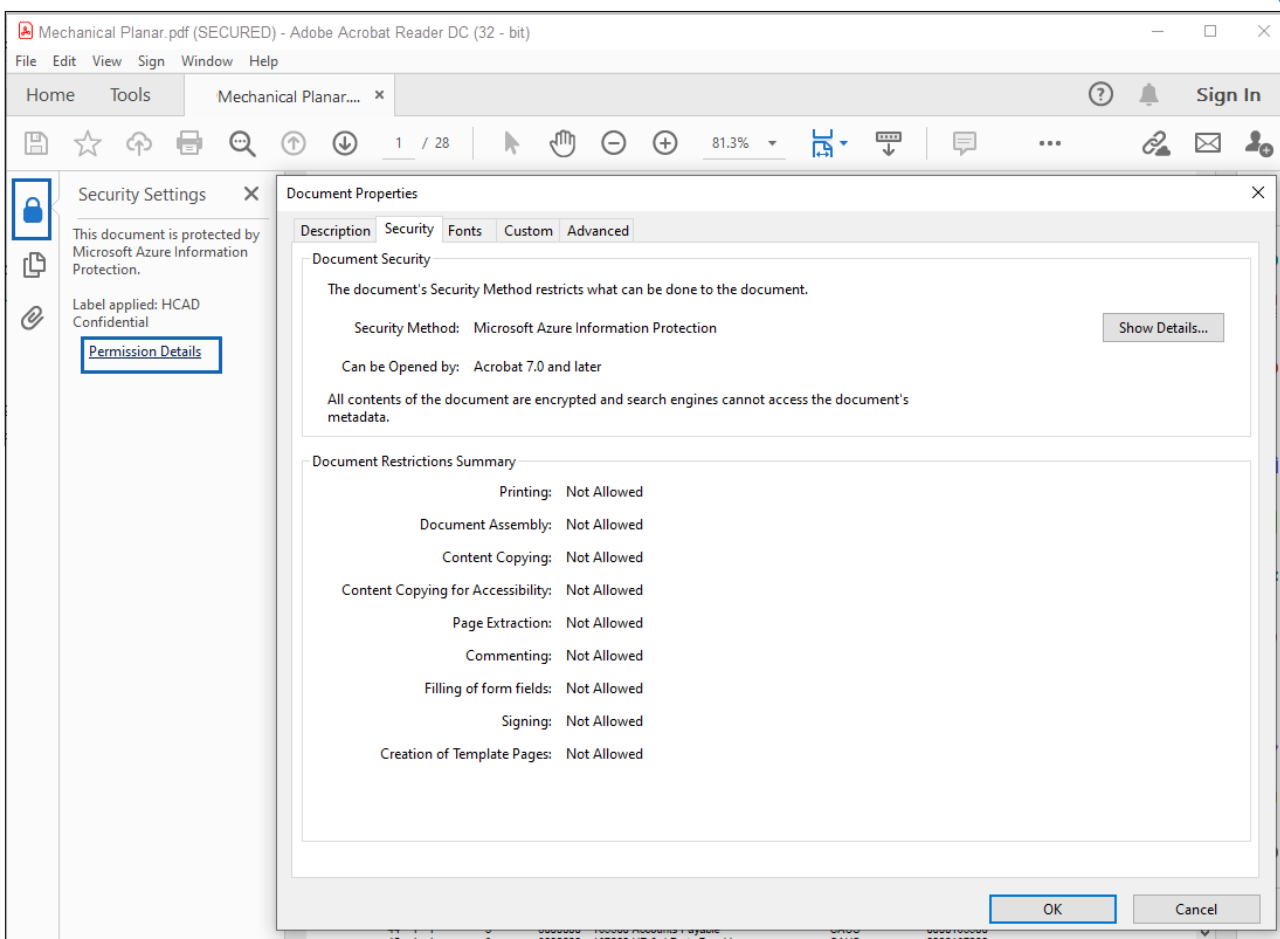 Mechanical Planar.pdf (SECURED) - Adobe Acrobat Reader DC (32 - bit)
File Edit View Sign Window Help
Home Tools Mechanical Planar.... × Sign In
1 / 28 81.3%
Security Settings
This document is protected by
Microsoft Azure Information
Protection.
Label applied: HCAD
Confidential
Permission Details
Document Properties
Description Security Fonts Custom Advanced
Document Security
The document's Security Method restricts what can be done to the document.
Security Method: Microsoft Azure Information Protection
Show Details...
Can be Opened by: Acrobat 7.0 and later
All contents of the document are encrypted and search engines cannot access the document's
metadata.
Document Restrictions Summary
Printing: Not Allowed
Document Assembly: Not Allowed
Content Copying: Not Allowed
Content Copying for Accessibility: Not Allowed
Page Extraction: Not Allowed
Commenting: Not Allowed
Filling of form fields: Not Allowed
Signing: Not Allowed
Creation of Template Pages: Not Allowed
OK Cancel